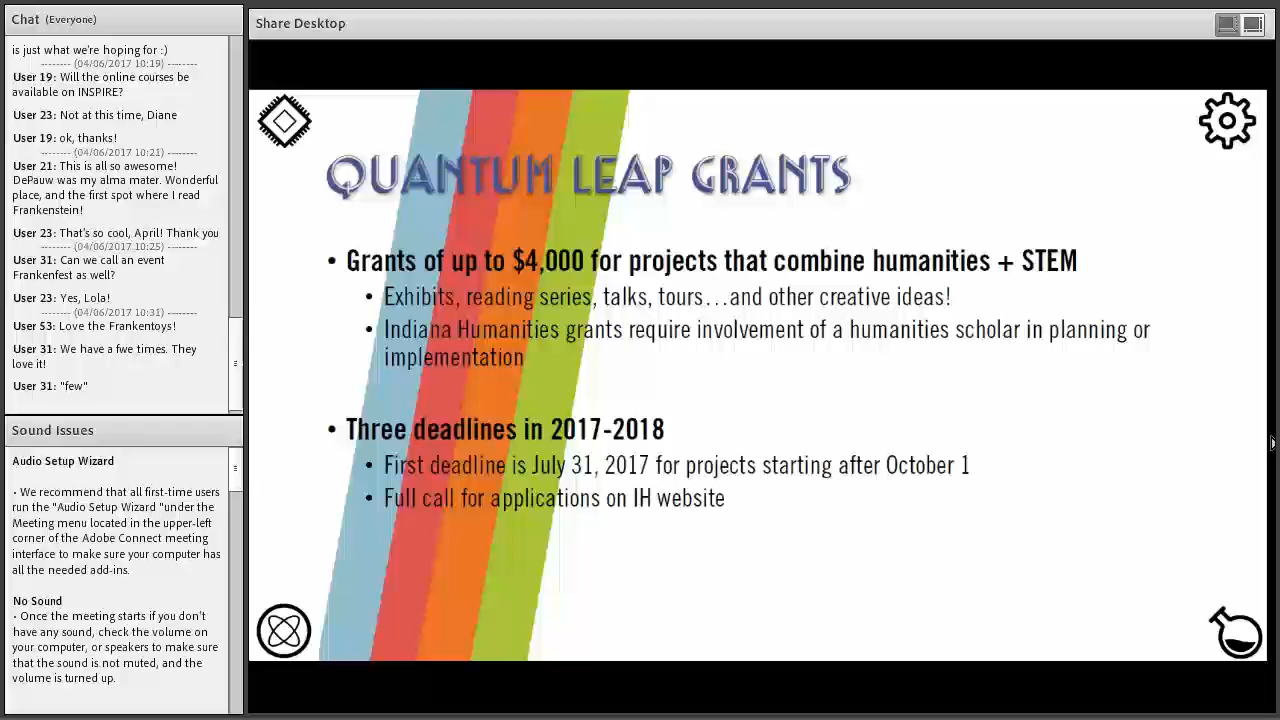 Chat (Everyone)
is just what we're hoping for :)
-------- (04/06/2017 10:19) --------
User 19: Will the online courses be
available on INSPIRE?
User 23: Not at this time, Diane
User 19: ok, thanks!
-------- (04/06/2017 10:21) --------
User 21: This is all so awesome!
DePauw was my alma mater. Wonderful
place, and the first spot where I read
Frankenstein!
User 23: That's so cool, April! Thank you
-------- (04/06/2017 10:25) --------
User 31: Can we call an event
Frankenfest as well?
User 23: Yes, Lola!
-------- (04/06/2017 10:31) --------
User 53: Love the Frankentoys!
User 31: We have a fwe times. They
love it!
User 31: "few"
Sound Issues
Audio Setup Wizard
• We recommend that all first-time users
run the "Audio Setup Wizard "under the
Meeting menu located in the upper-left
corner of the Adobe Connect meeting
interface to make sure your computer has
all the needed add-ins.
No Sound
• Once the meeting starts if you don't
have any sound, check the volume on
your computer, or speakers to make sure
that the sound is not muted, and the
volume is turned up.
Share Desktop
QUANTUM LEAP GRANTS
• Grants of up to $4,000 for projects that combine humanities + STEM
• Exhibits, reading series, talks, tours...and other creative ideas!
• Indiana Humanities grants require involvement of a humanities scholar in planning or
implementation
• Three deadlines in 2017-2018
• First deadline is July 31, 2017 for projects starting after October 1
• Full call for applications on IH website